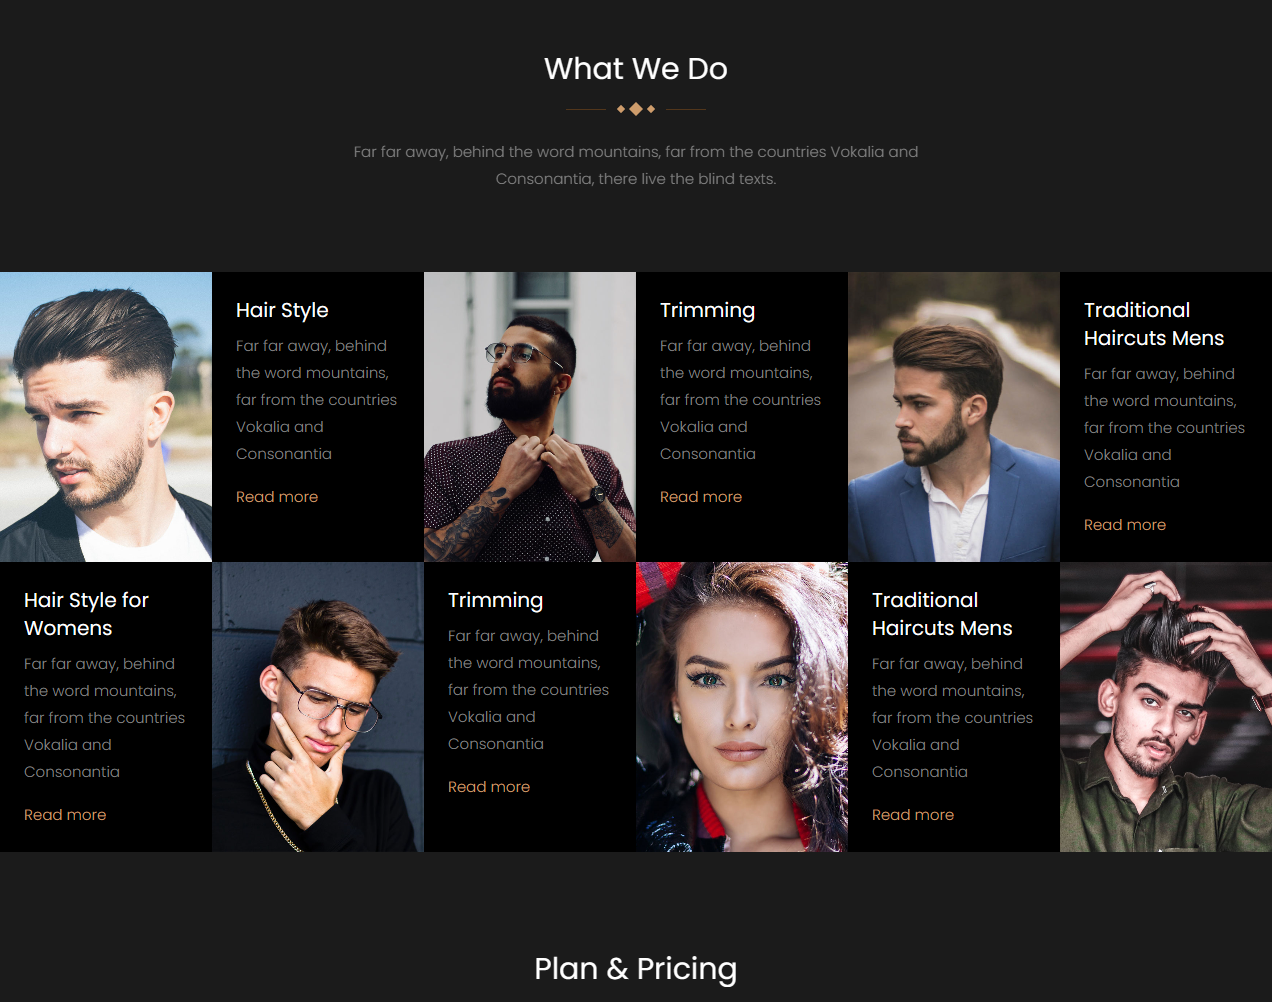 What We Do
Far far away, behind the word mountains, far from the countries Vokalia and
Consonantia, there live the blind texts.
Hair Style
Far far away, behind
the word mountains,
far from the countries
Vokalia and
Consonantia
Read more
Trimming
Far far away, behind
the word mountains,
far from the countries
Vokalia and
Consonantia
Read more
Traditional
Haircuts Mens
Far far away, behind
the word mountains,
far from the countries
Vokalia and
Consonantia
Read more
Hair Style for
Womens
Far far away, behind
the word mountains,
far from the countries
Vokalia and
Consonantia
Read more
Trimming
Far far away, behind
the word mountains,
far from the countries
Vokalia and
Consonantia
Read more
Traditional
Haircuts Mens
Far far away, behind
the word mountains,
far from the countries
Vokalia and
Consonantia
Read more
Plan & Pricing